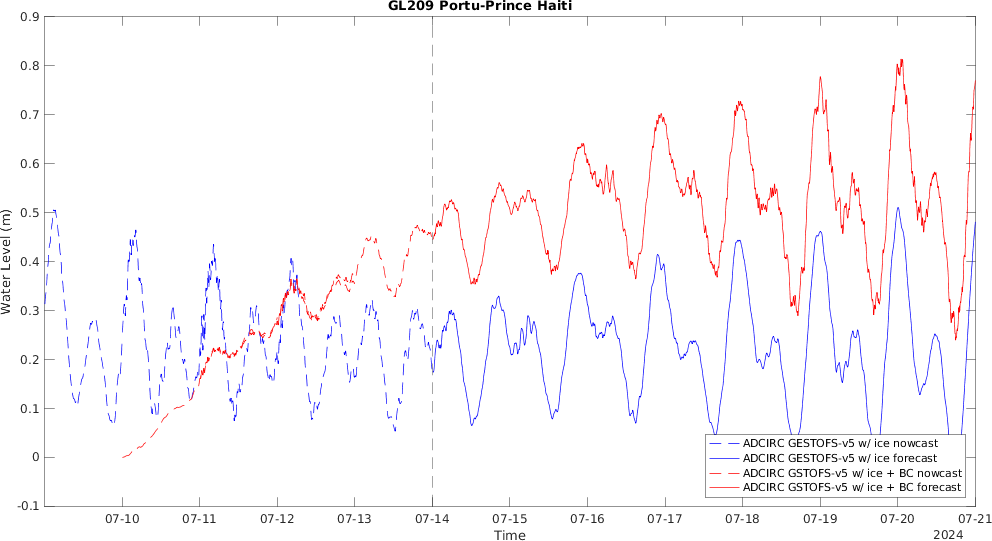 GL209 Portu-Prince Haiti
0.9
0.8
0.7
0.6
0.5
0.4
0.3
0.2
0.1
0
-0.1
Water Level (m)
ADCIRC GESTOFS-v5 w/ ice nowcast
ADCIRC GESTOFS-v5 w/ ice forecast
ADCIRC GSTOFS-v5 w/ ice + BC nowcast
ADCIRC GSTOFS-v5 w/ ice + BC forecast
07-10 07-11 07-12 07-13 07-14 07-15 07-16 07-17 07-18 07-19 07-20 07-21
Time
2024